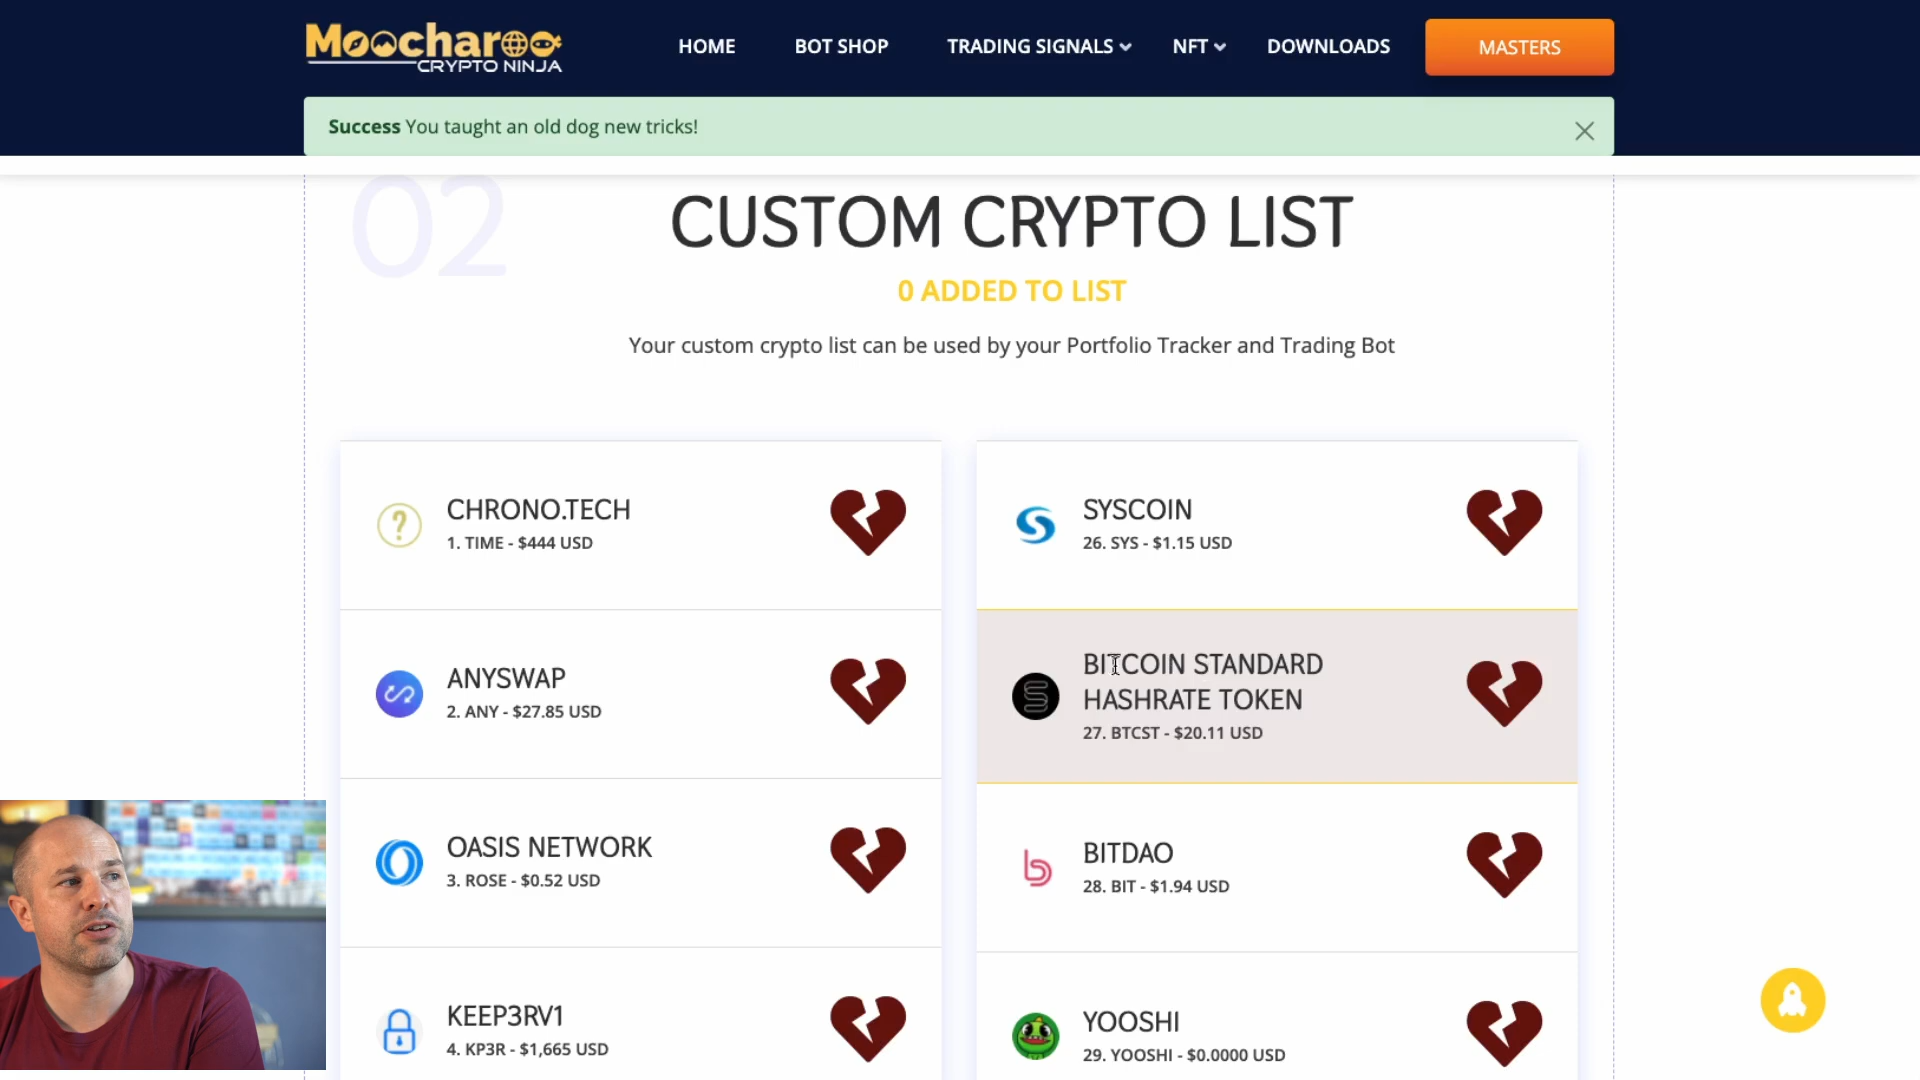 Moocharoo
CRYPTO NINJA
HOME
BOT SHOP
TRADING SIGNALS
NFT
DOWNLOADS
MASTERS
Success You taught an old dog new tricks!
02
CUSTOM CRYPTO LIST
0 ADDED TO LIST
Your custom crypto list can be used by your Portfolio Tracker and Trading Bot
CHRONO.TECH
1. TIME - $444 USD
ANYSWAP
2. ANY - $27.85 USD
OASIS NETWORK
3. ROSE - $0.52 USD
KEEP3RV1
4. KP3R - $1,665 USD
SYSCOIN
26. SYS - $1.15 USD
BITCOIN STANDARD
HASHRATE TOKEN
27. BTCST - $20.11 USD
BITDAO
28. BIT - $1.94 USD
YOOSHI
29. YOOSHI - $0.0000 USD